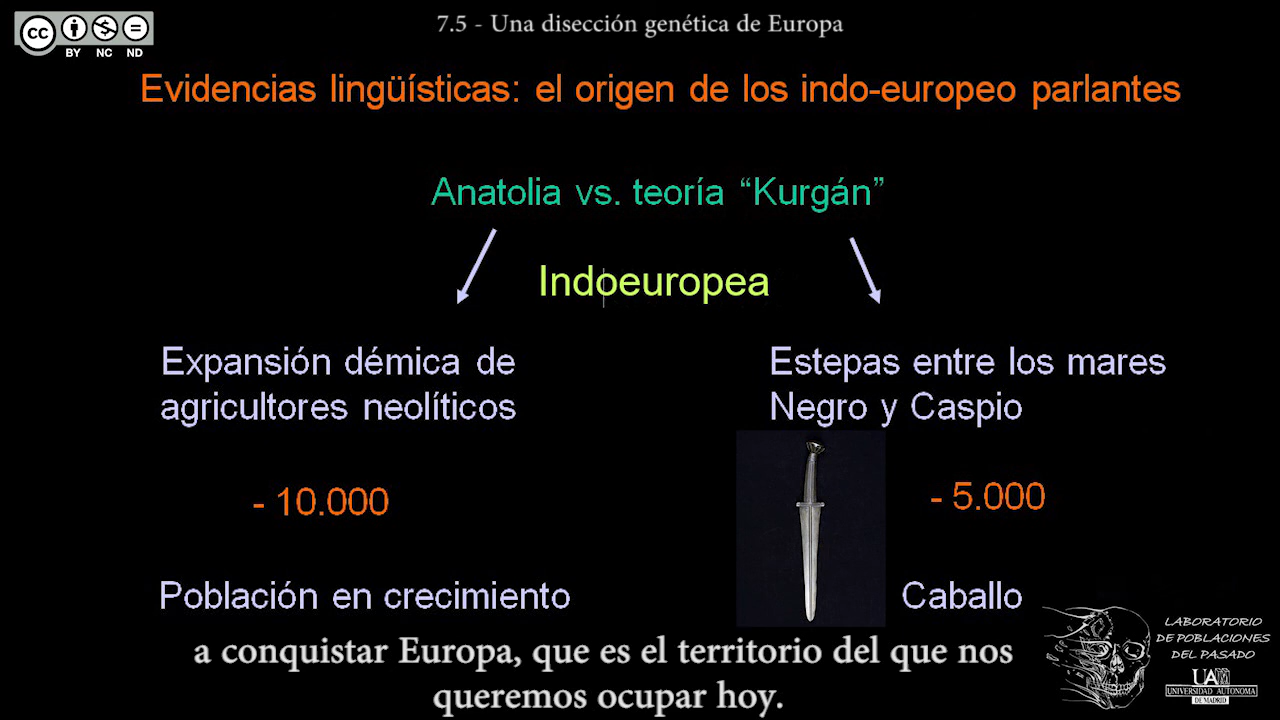 7.5 - Una disección genética de Europa
cc
BY NC ND
Evidencias lingüísticas: el origen de los indo-europeo parlantes
Anatolia vs. teoría “Kurgán”
Indoeuropea
Expansión démica de
agricultores neolíticos
Estepas entre los mares
Negro y Caspio
- 10.000
- 5.000
Población en crecimiento
Caballo
a conquistar Europa, que es el territorio del que nos
queremos ocupar hoy.
LABORATORIO
DE POBLACIONES
DEL PASADO
UAM
UNIVERSIDAD AUTONOMA
DE MADRID